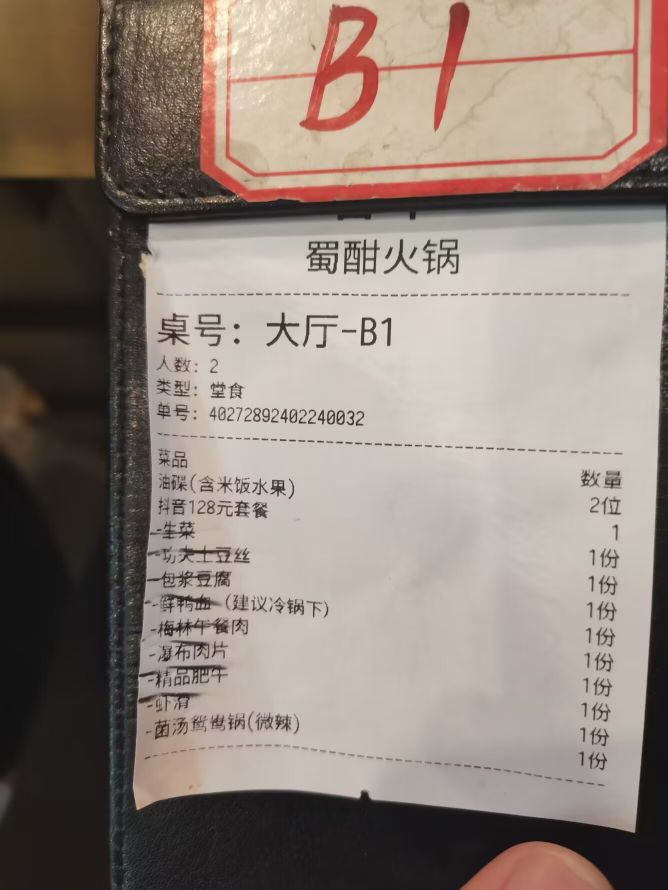 B1
蜀酣火锅
桌号：大厅-B1
人数：2
类型：堂食
单号：40272892402240032
菜品 数量
油碟(含米饭水果) 2位
抖音128元套餐 1
-生菜 1份
-功夫土豆丝 1份
-包浆豆腐 1份
-鲜鸭血（建议冷锅下） 1份
-梅林午餐肉 1份
-瀑布肉片 1份
-精品肥牛 1份
-虾滑 1份
-菌汤鸳鸯锅(微辣) 1份